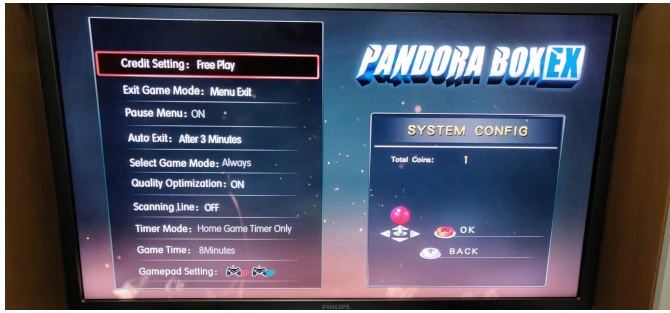 PANDORA BOX EX
Credit Setting: Free Play
Exit Game Mode: Menu Exit
Pause Menu: ON
Auto Exit: After 3 Minutes
Select Game Mode: Always
Quality Optimization: ON
Scanning Line: OFF
Timer Mode: Home Game Timer Only
Game Time: 8Minutes
Gamepad Setting:
SYSTEM CONFIG
Total Coins: 1
OK
BACK
PHILIPS